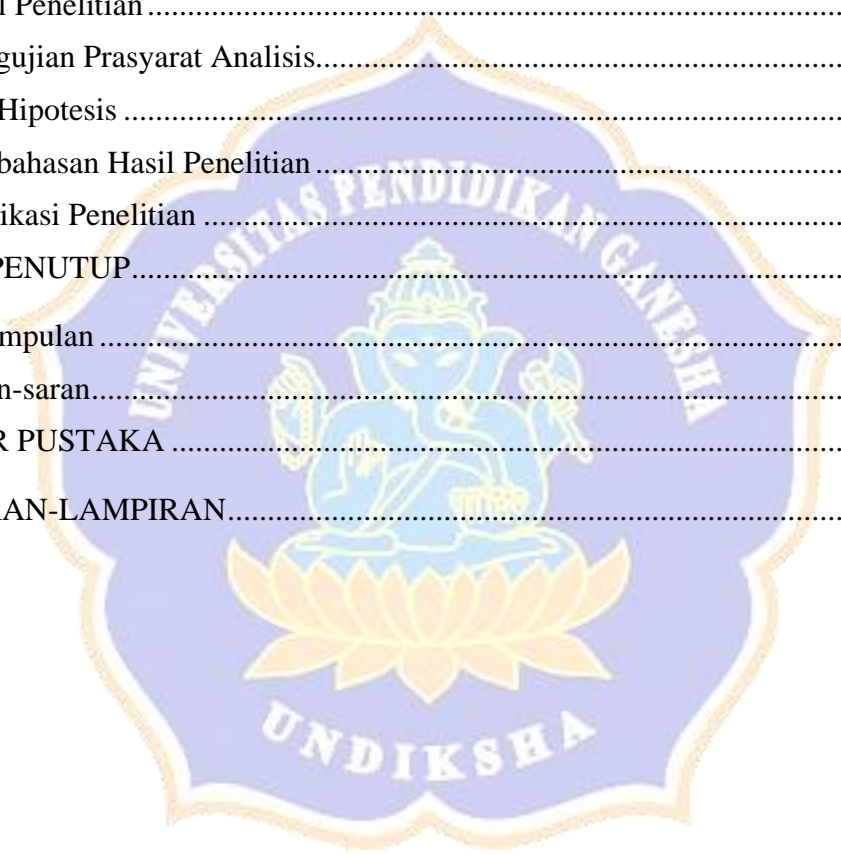 l Penelitian........................................................................................
gujian Prasyarat Analisis...................................................................
Hipotesis...........................................................................................
bahasan Hasil Penelitian...................................................................
ikasi Penelitian.................................................................................
PENUTUP.........................................................................................
mpulan..............................................................................................
n-saran...............................................................................................
R PUSTAKA....................................................................................
RAN-LAMPIRAN.............................................................................
UNIVERSITAS PENDIDIKAN GANESHA
UNDIKSHA